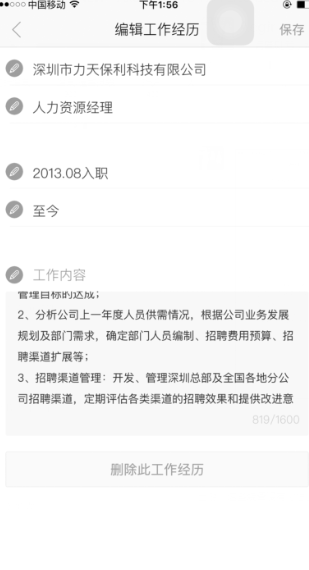 中国移动 下午1:56
编辑工作经历 保存
深圳市力天保利科技有限公司
人力资源经理
2013.08入职
至今
工作内容
管理目标的达成；
2、分析公司上一年度人员供需情况，根据公司业务发展
规划及部门需求，确定部门人员编制、招聘费用预算、招
聘渠道扩展等；
3、招聘渠道管理：开发、管理深圳总部及全国各地分公
司招聘渠道，定期评估各类渠道的招聘效果和提供改进意
819/1600
删除此工作经历